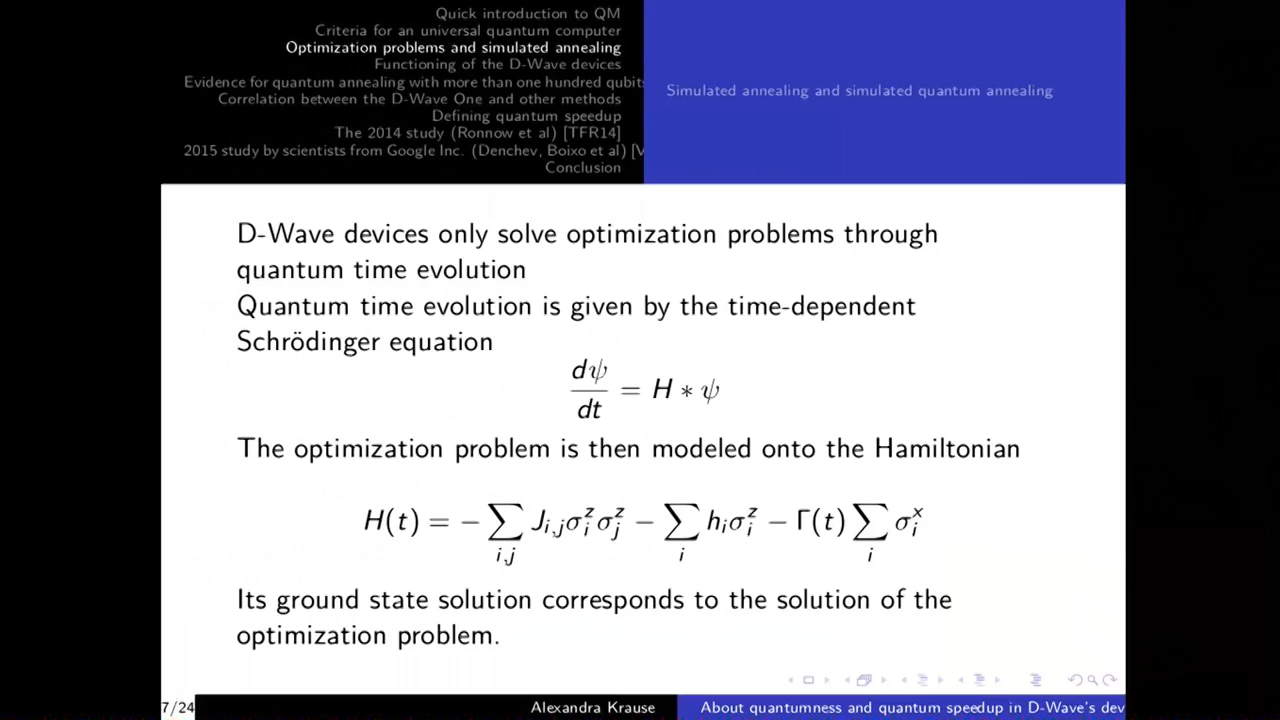 Quick introduction to QM
Criteria for an universal quantum computer
Optimization problems and simulated annealing
Functioning of the D-Wave devices
Evidence for quantum annealing with more than one hundred qubits
Correlation between the D-Wave One and other methods
Defining quantum speedup
The 2014 study (Ronnow et al) [TFR14]
2015 study by scientists from Google Inc. (Denchev, Boixo et al) [V
Conclusion
Simulated annealing and simulated quantum annealing
D-Wave devices only solve optimization problems through
quantum time evolution
Quantum time evolution is given by the time-dependent
Schrödinger equation
dψ/dt = H ∗ ψ
The optimization problem is then modeled onto the Hamiltonian
H(t) = − ∑_{i,j} J_{i,j} σ_i^z σ_j^z − ∑_i h_i σ_i^z − Γ(t) ∑_i σ_i^x
Its ground state solution corresponds to the solution of the
optimization problem.
7/24
Alexandra Krause
About quantumness and quantum speedup in D-Wave's dev